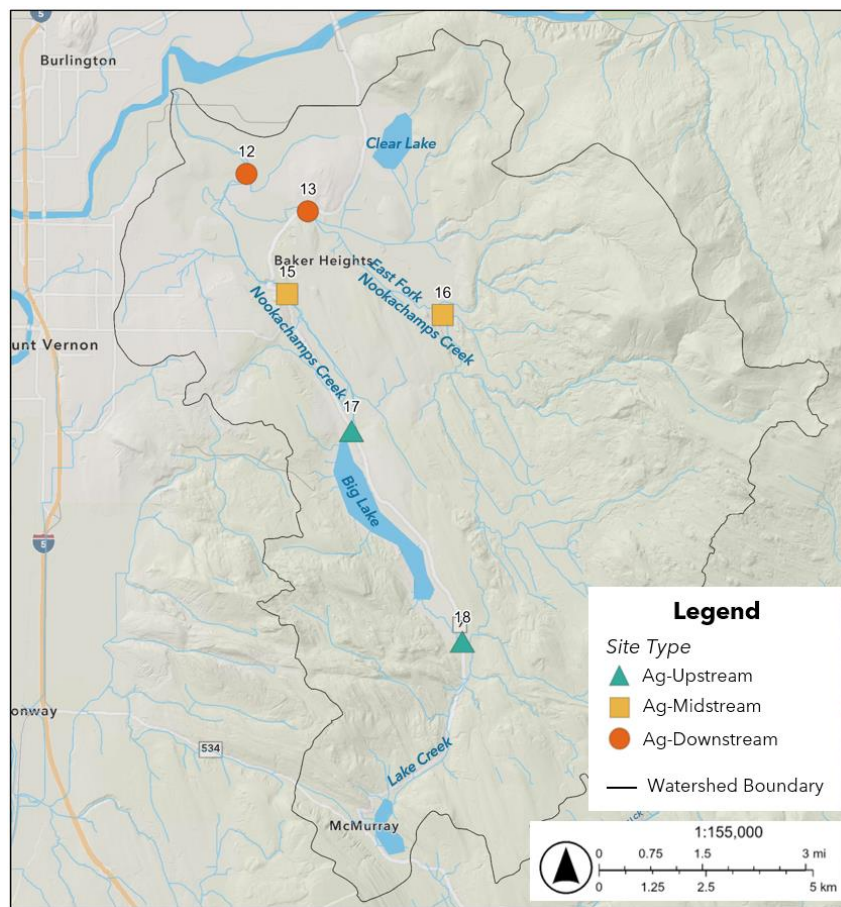 5
Burlington
12
Clear Lake
13
Baker Heights
15
East Fork
Nookachamps Creek
16
Nookachamps Creek
unt Vernon
17
Big Lake
5
18
onway
534
Lake Creek
McMurray
Legend
Site Type
Ag-Upstream
Ag-Midstream
Ag-Downstream
Watershed Boundary
1:155,000
0 0.75 1.5 3 mi
0 1.25 2.5 5 km